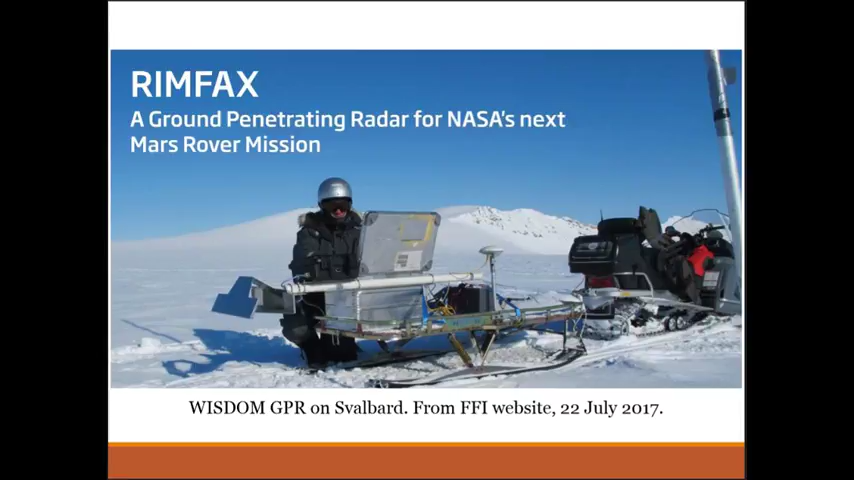 RIMFAX
A Ground Penetrating Radar for NASA's next
Mars Rover Mission
WISDOM GPR on Svalbard. From FFI website, 22 July 2017.